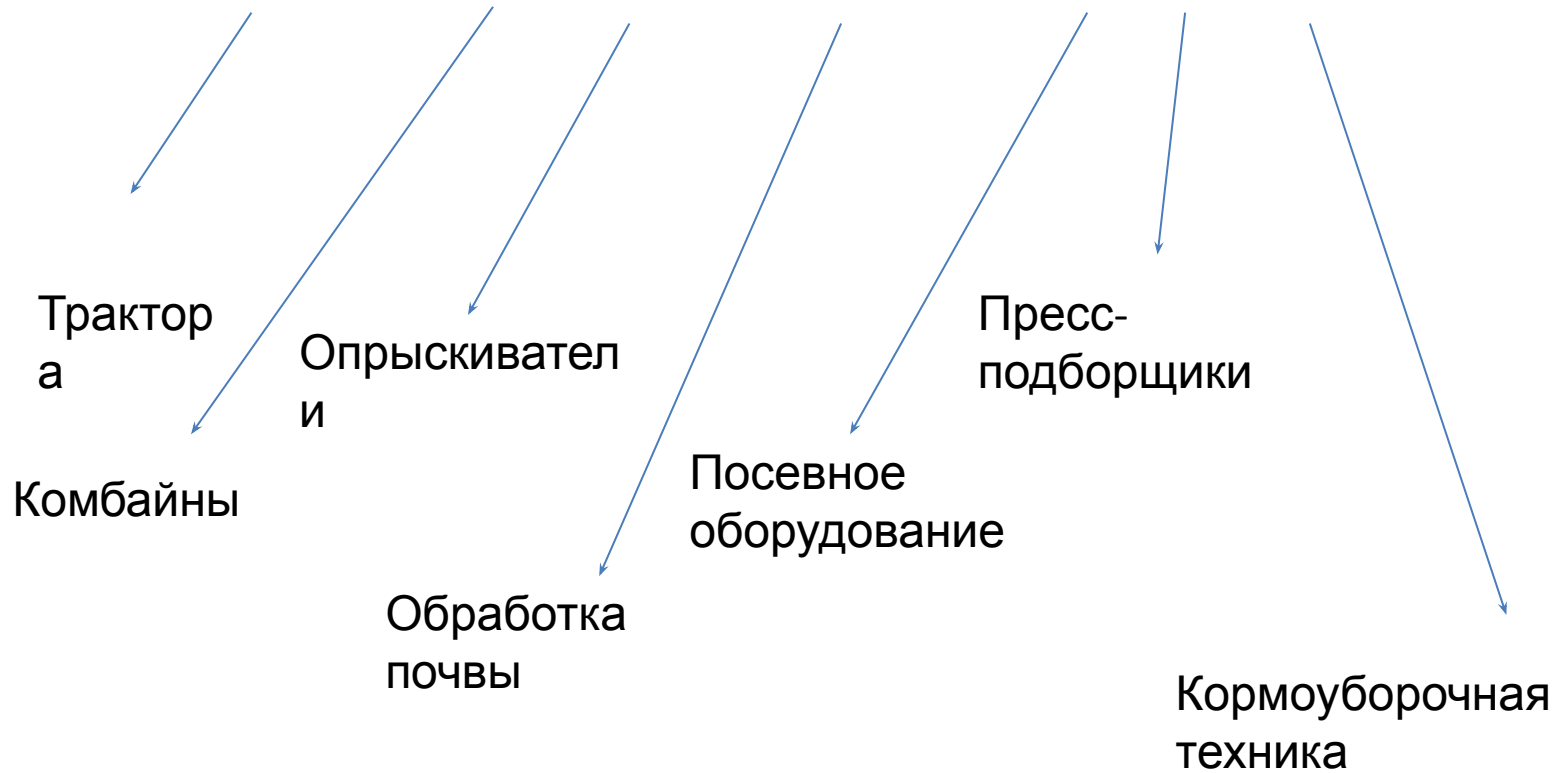 Трактор
а
Комбайны
Опрыскивател
и
Обработка
почвы
Посевное
оборудование
Пресс-
подборщики
Кормоуборочная
техника